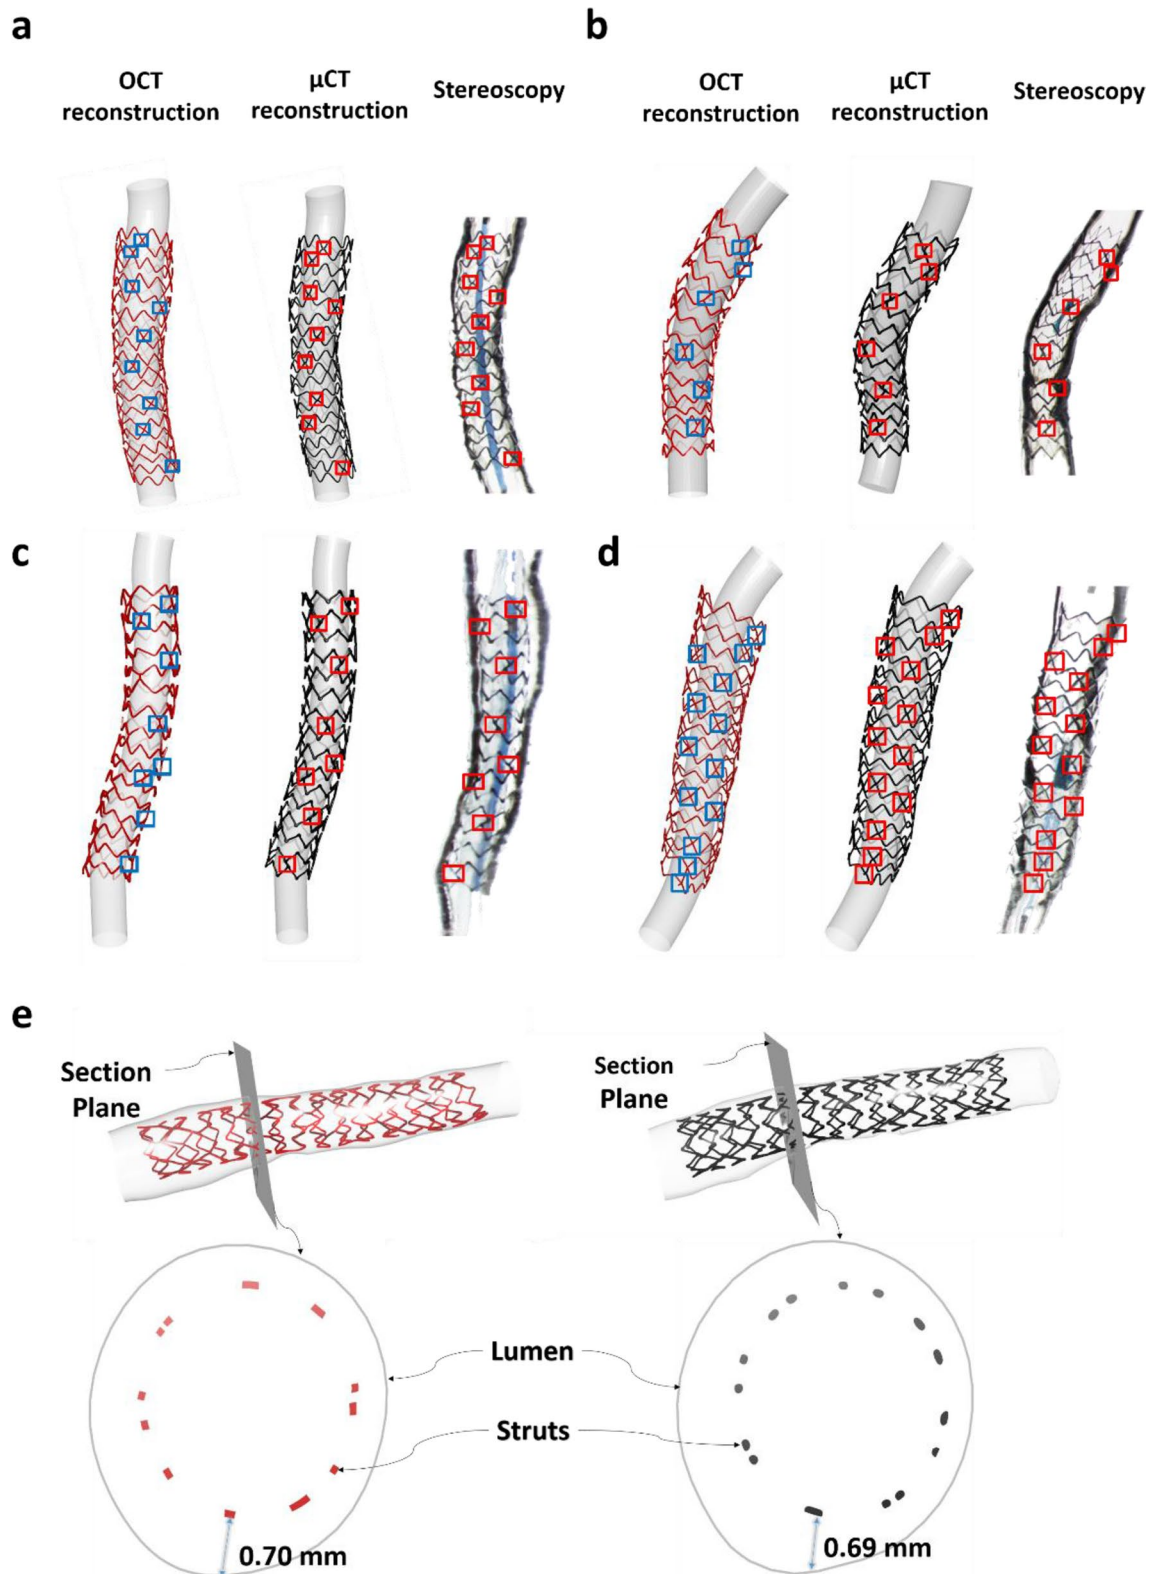 a
b
OCT
reconstruction
μCT
reconstruction
Stereoscopy
OCT
reconstruction
μCT
reconstruction
Stereoscopy
c
d
e
Section
Plane
Section
Plane
Lumen
Struts
0.70 mm
0.69 mm